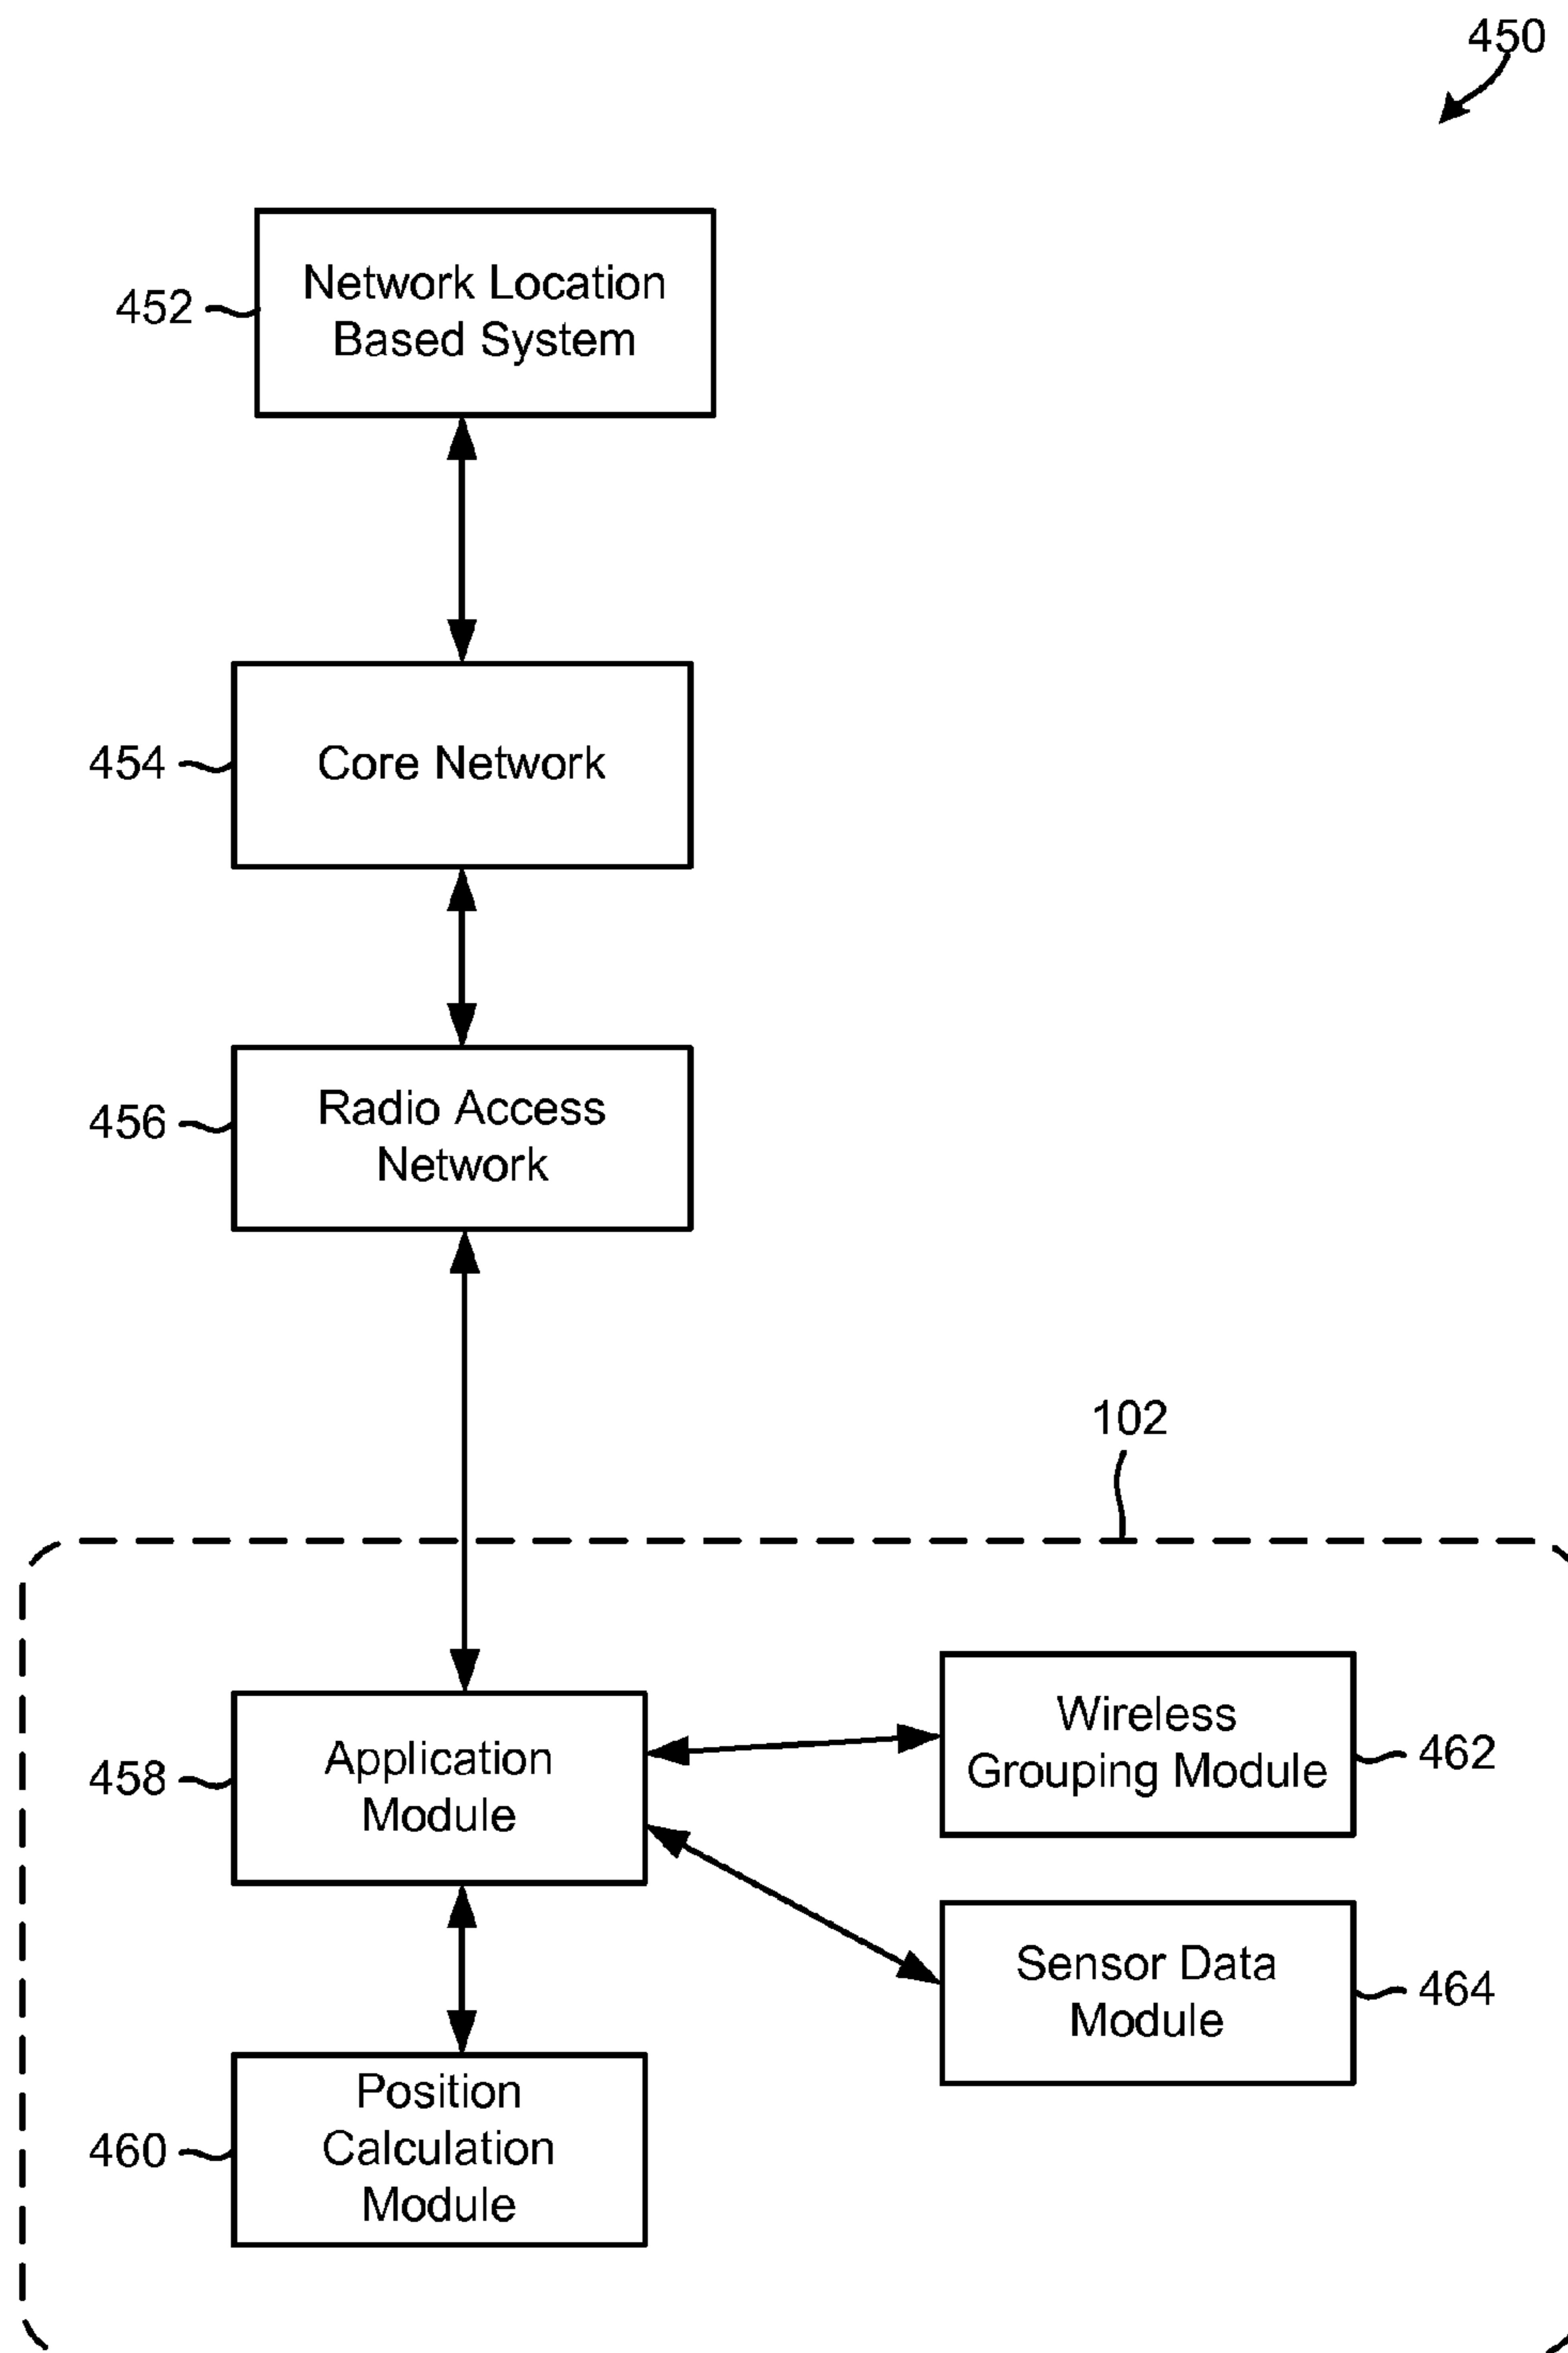 450
Network Location
Based System
452
Core Network
454
Radio Access
Network
456
102
Application
Module
458
Wireless
Grouping Module
462
Sensor Data
Module
464
Position
Calculation
Module
460